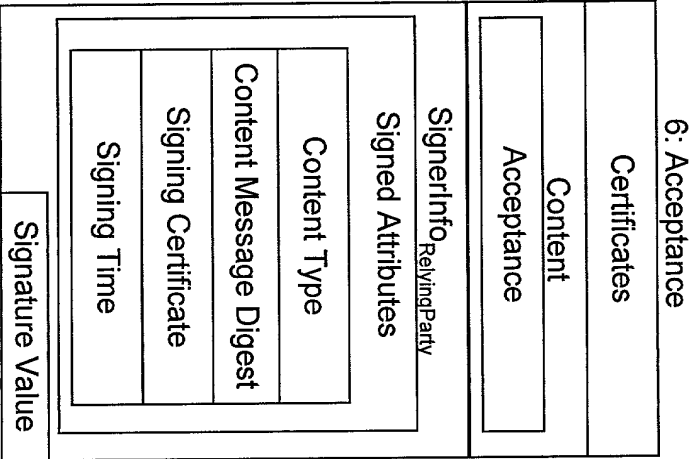 6: Acceptance
Certificates
Content
Acceptance
SignerInfoRelyingParty
Signed Attributes
Content Type
Content Message Digest
Signing Certificate
Signing Time
Signature Value